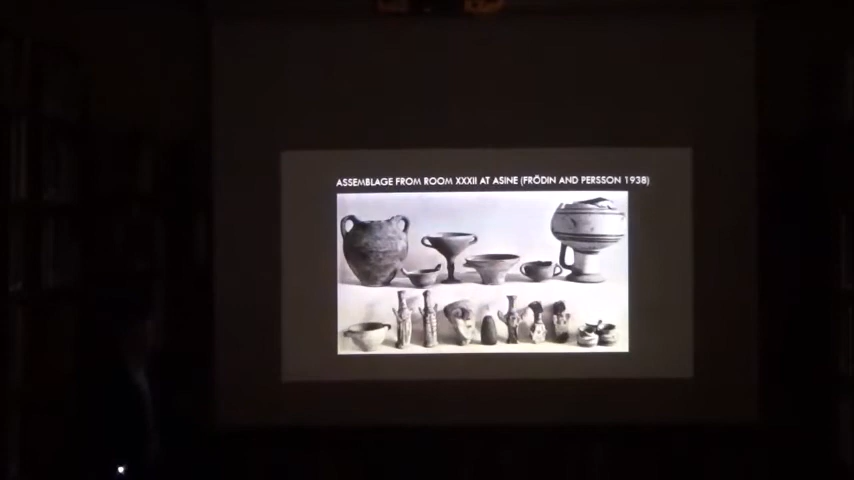 ASSEMBLAGE FROM ROOM XXXII AT ASINE (FRÖDIN AND PERSSON 1938)